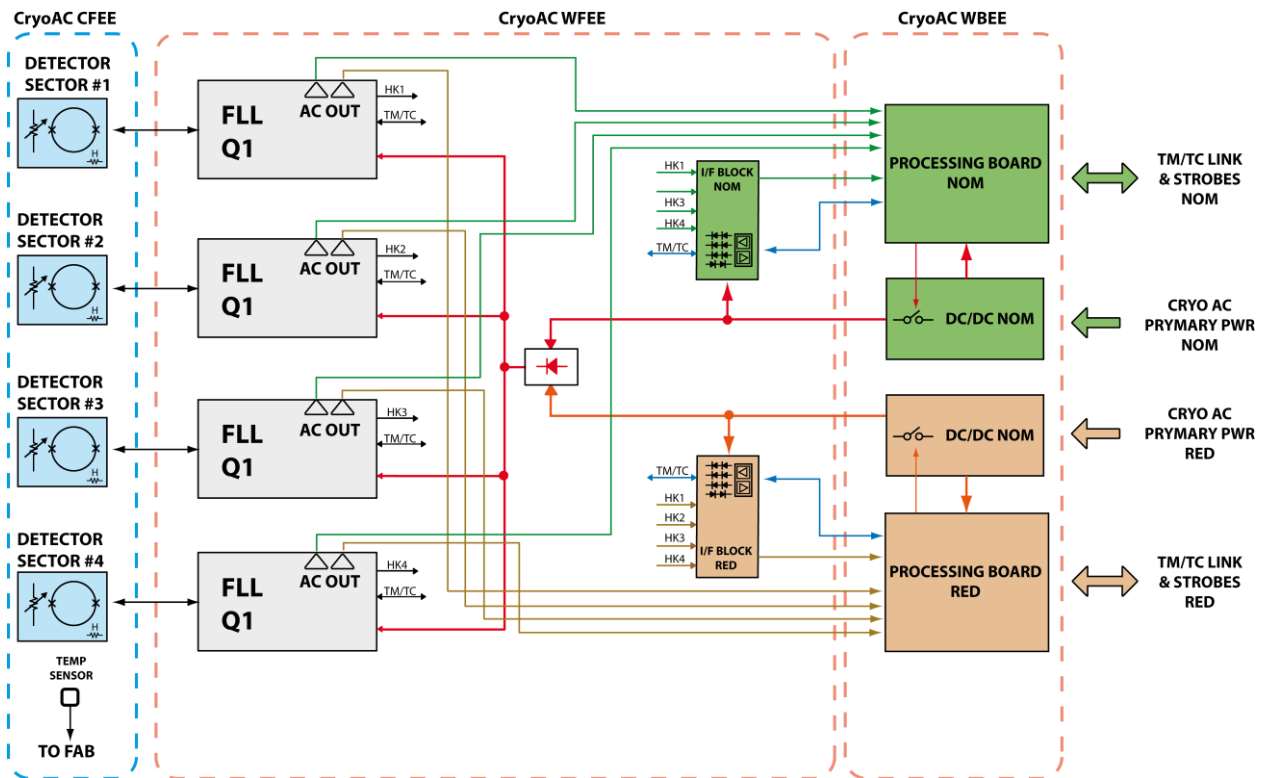 CryoAC CFEE
CryoAC WFEE
CryoAC WBEE
DETECTOR
SECTOR #1
H
DETECTOR
SECTOR #2
H
DETECTOR
SECTOR #3
H
DETECTOR
SECTOR #4
H
TEMP
SENSOR
TO FAB
FLL
Q1
AC OUT
HK1
TM/TC
FLL
Q1
AC OUT
HK2
TM/TC
FLL
Q1
AC OUT
HK3
TM/TC
FLL
Q1
AC OUT
HK4
TM/TC
HK1
HK3
HK4
TM/TC
I/F BLOCK
NOM
TM/TC
HK1
HK2
HK3
HK4
I/F BLOCK
RED
PROCESSING BOARD
NOM
DC/DC NOM
DC/DC NOM
PROCESSING BOARD
RED
TM/TC LINK
& STROBES
NOM
CRYO AC
PRYMARY PWR
NOM
CRYO AC
PRYMARY PWR
RED
TM/TC LINK
& STROBES
RED